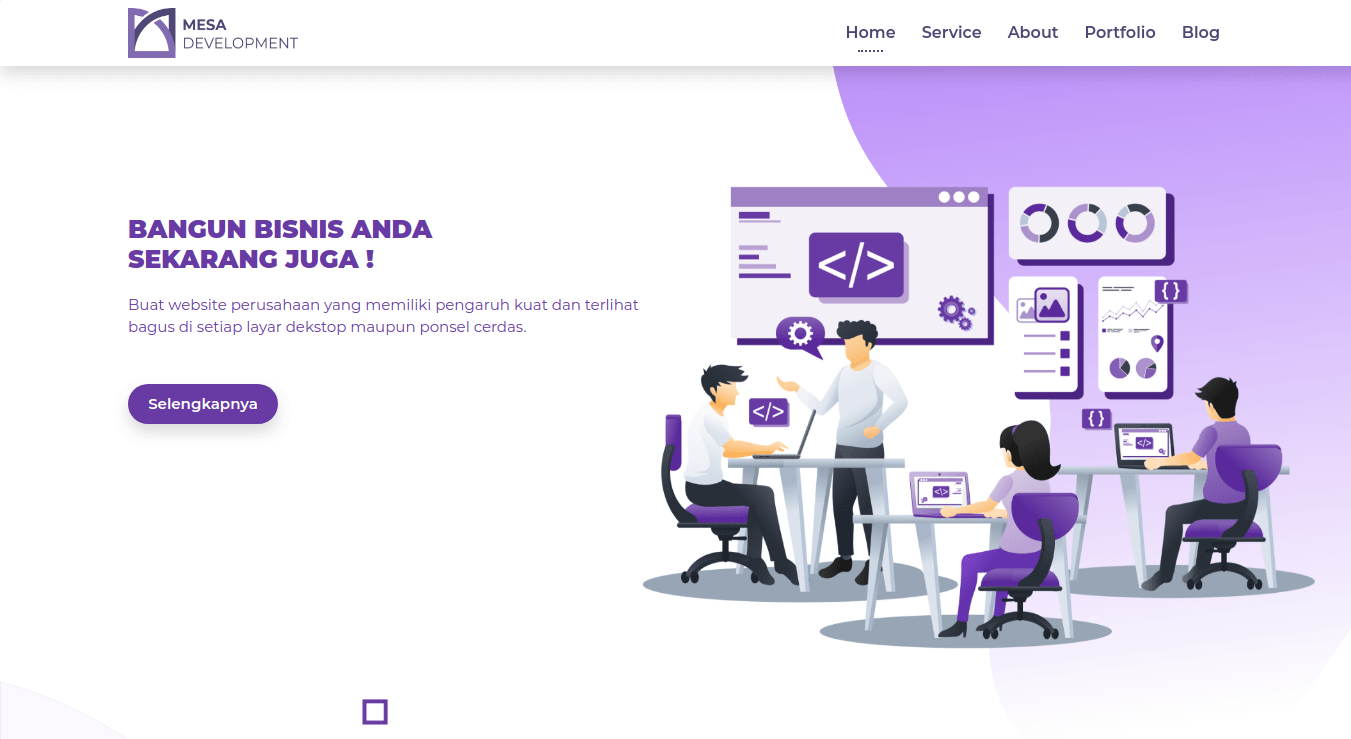 MESA
DEVELOPMENT
Home Service About Portfolio Blog
BANGUN BISNIS ANDA
SEKARANG JUGA !
Buat website perusahaan yang memiliki pengaruh kuat dan terlihat
bagus di setiap layar dekstop maupun ponsel cerdas.
Selengkapnya
</>
{ }
</>
{ }
</>
</>